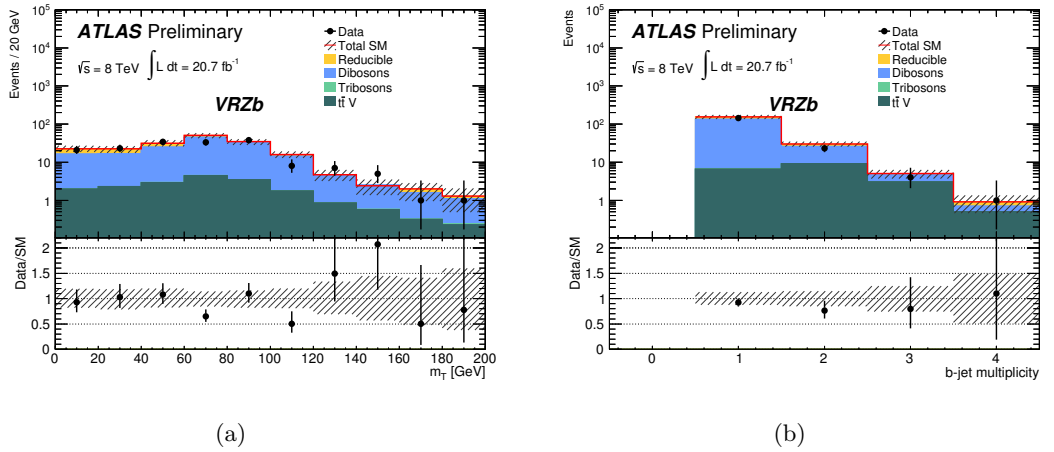 Events / 20 GeV
10⁵
10⁴
10³
10²
10
1
ATLAS Preliminary
√s = 8 TeV ∫L dt = 20.7 fb⁻¹
VRZb
Data
Total SM
Reducible
Dibosons
Tribosons
tt̄ V
Data/SM
2
1.5
1
0.5
0
0 20 40 60 80 100 120 140 160 180 200
m_T [GeV]
(a)
Events
10⁵
10⁴
10³
10²
10
1
ATLAS Preliminary
√s = 8 TeV ∫L dt = 20.7 fb⁻¹
VRZb
Data
Total SM
Reducible
Dibosons
Tribosons
tt̄ V
Data/SM
2
1.5
1
0.5
0
0 1 2 3 4
b-jet multiplicity
(b)